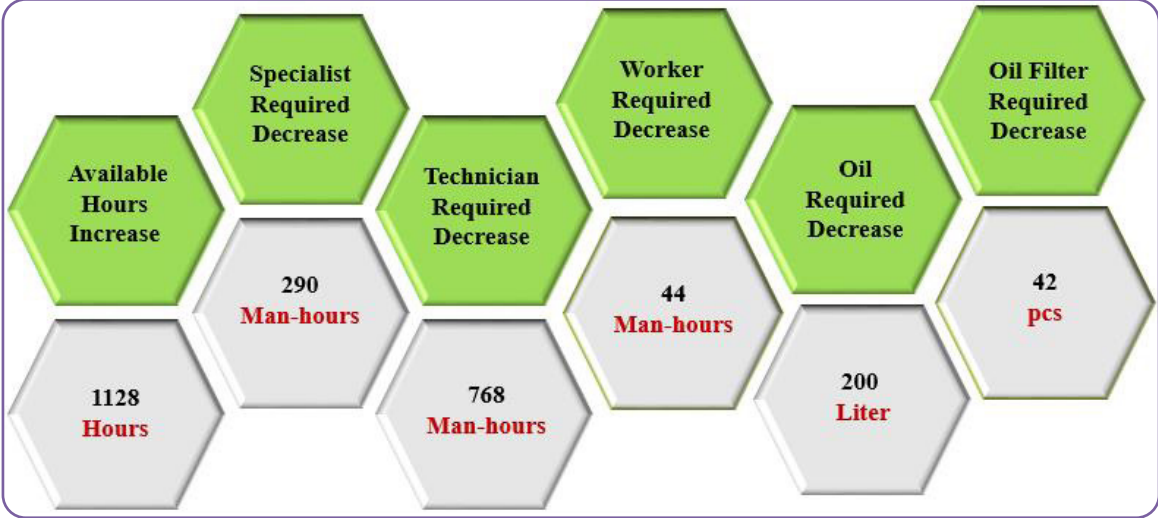 Available
Hours
Increase
1128
Hours
Specialist
Required
Decrease
290
Man-hours
Technician
Required
Decrease
768
Man-hours
Worker
Required
Decrease
44
Man-hours
Oil
Required
Decrease
200
Liter
Oil Filter
Required
Decrease
42
pcs